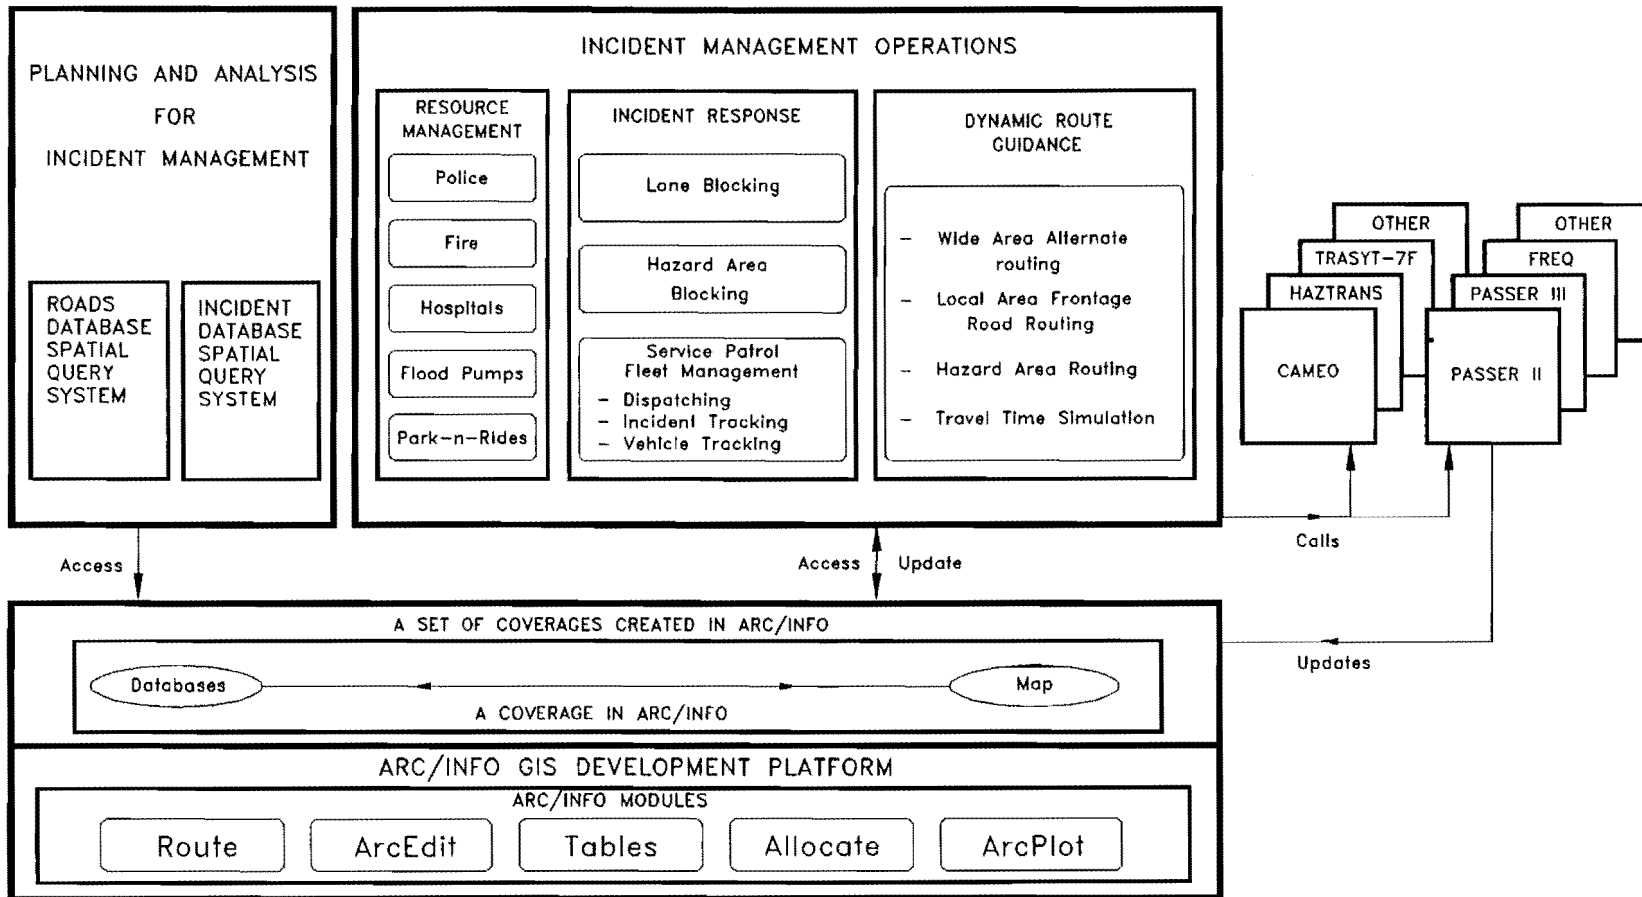 PLANNING AND ANALYSIS
FOR
INCIDENT MANAGEMENT
ROADS
DATABASE
SPATIAL
QUERY
SYSTEM
INCIDENT
DATABASE
SPATIAL
QUERY
SYSTEM
INCIDENT MANAGEMENT OPERATIONS
RESOURCE
MANAGEMENT
Police
Fire
Hospitals
Flood Pumps
Park-n-Rides
INCIDENT RESPONSE
Lane Blocking
Hazard Area
Blocking
Service Patrol
Fleet Management
- Dispatching
- Incident Tracking
- Vehicle Tracking
DYNAMIC ROUTE
GUIDANCE
- Wide Area Alternate
routing
- Local Area Frontage
Road Routing
- Hazard Area Routing
- Travel Time Simulation
OTHER
TRASYT-7F
HAZTRANS
CAMEO
OTHER
FREQ
PASSER III
PASSER II
Calls
Access
Access
Update
Updates
A SET OF COVERAGES CREATED IN ARC/INFO
Databases
Map
A COVERAGE IN ARC/INFO
ARC/INFO GIS DEVELOPMENT PLATFORM
ARC/INFO MODULES
Route
ArcEdit
Tables
Allocate
ArcPlot